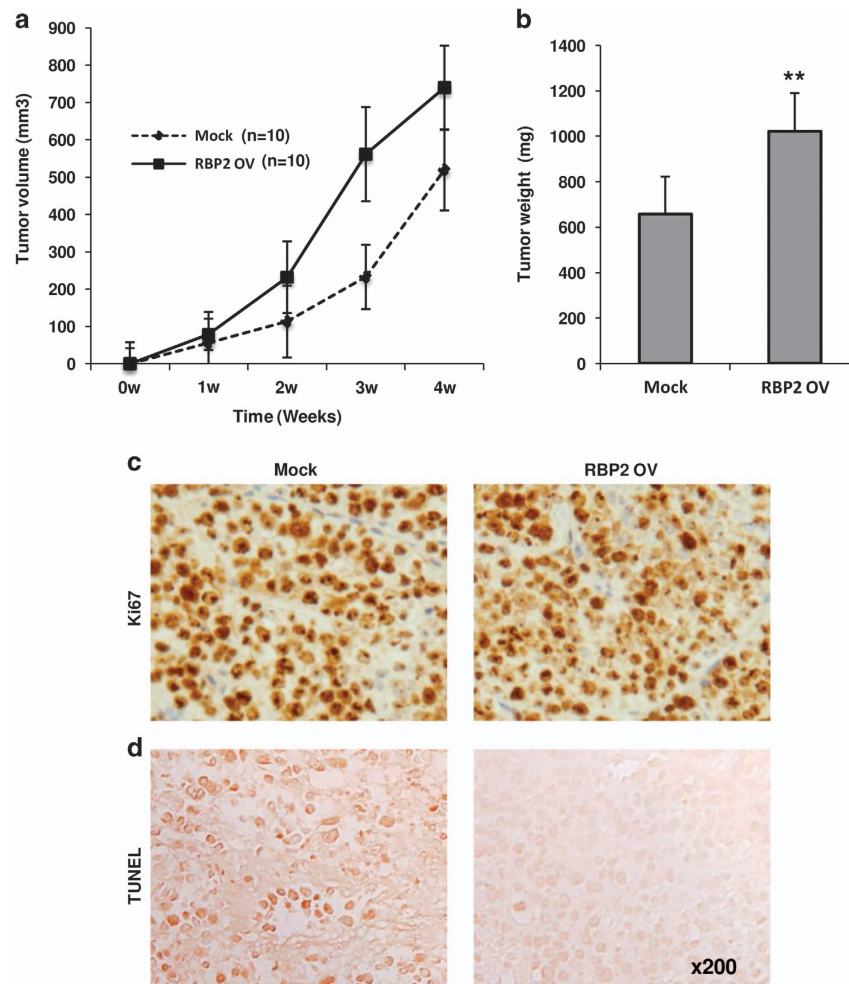 a
900
800
700
600
500
400
300
200
100
0
Tumor volume (mm3)
Mock (n=10)
RBP2 OV (n=10)
0w 1w 2w 3w 4w
Time (Weeks)
b
1400
1200
1000
800
600
400
200
0
Tumor weight (mg)
**
Mock RBP2 OV
c
Mock RBP2 OV
Ki67
d
TUNEL
x200